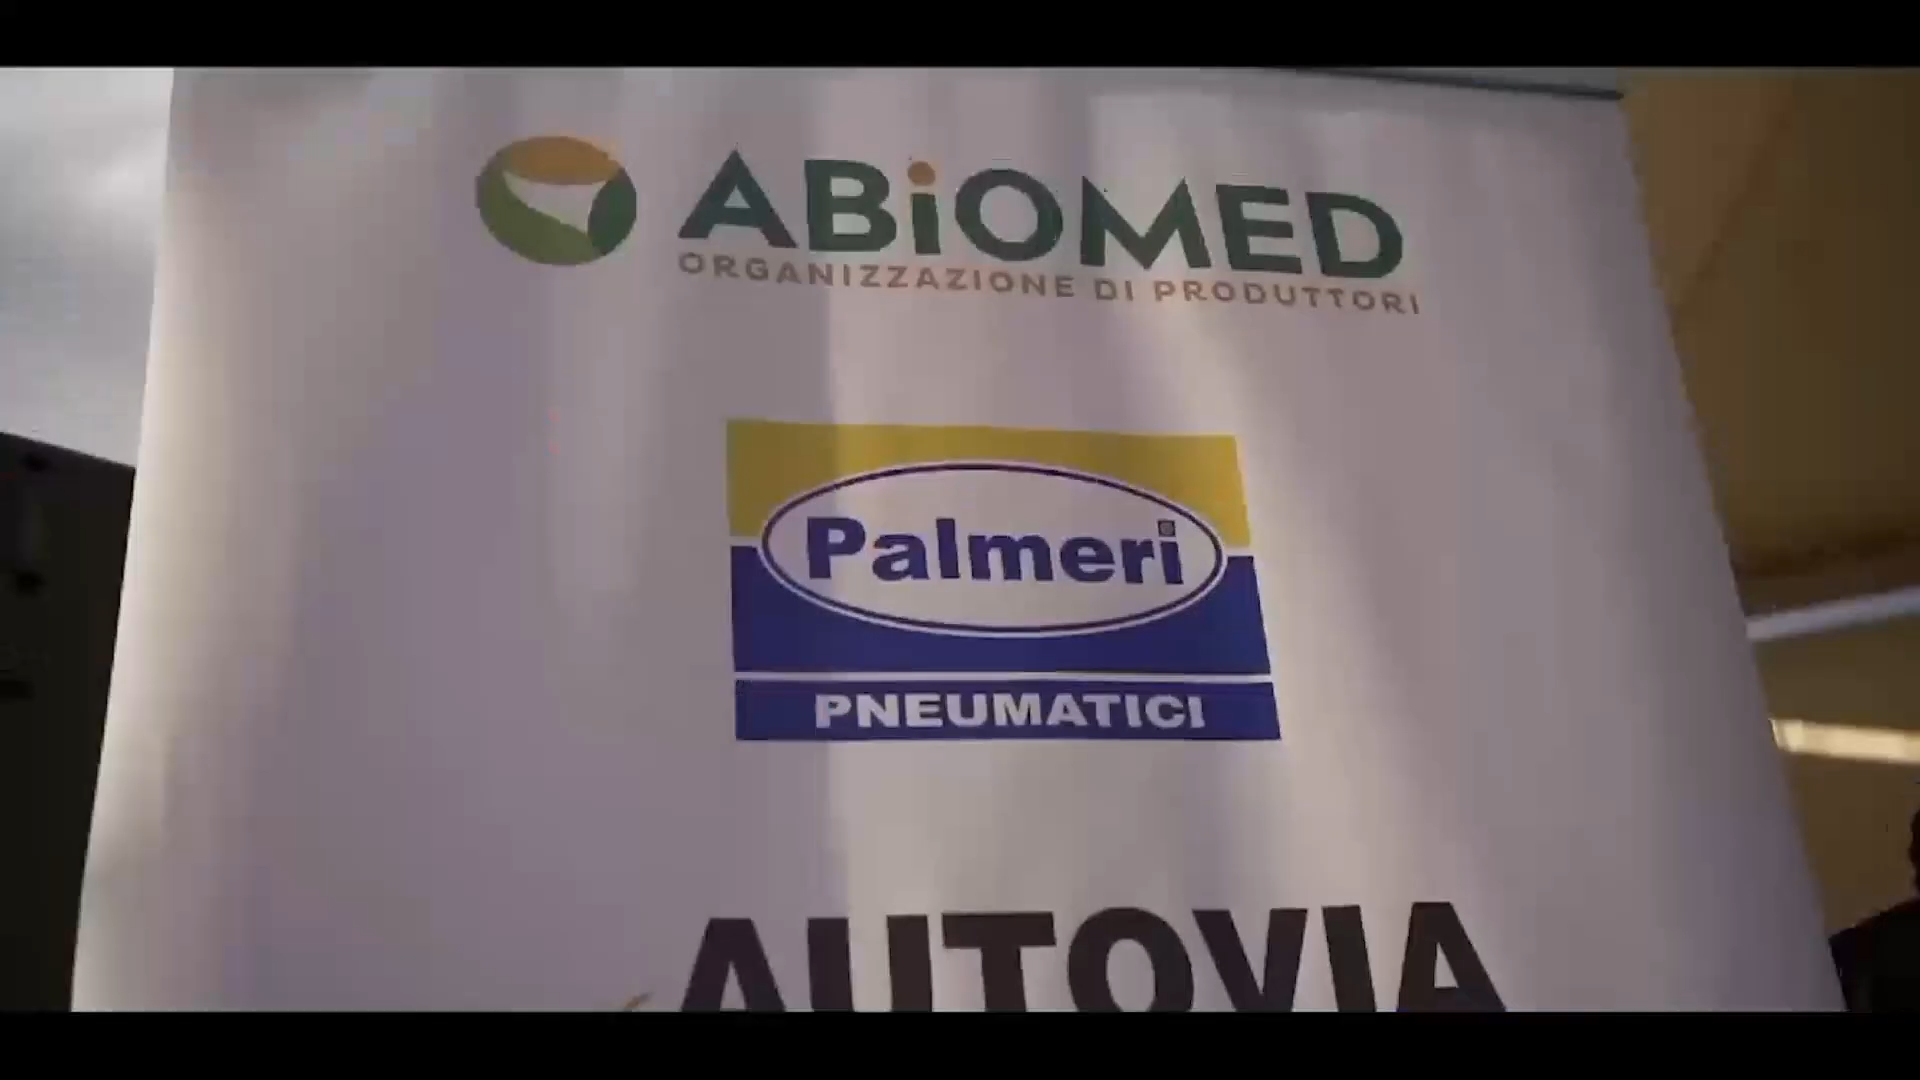 ABiOMED
ORGANIZZAZIONE DI PRODUTTORI
Palmeri
PNEUMATICI
AUTOVIA